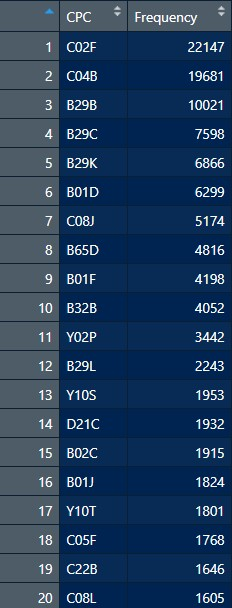 CPC Frequency
1 C02F 22147
2 C04B 19681
3 B29B 10021
4 B29C 7598
5 B29K 6866
6 B01D 6299
7 C08J 5174
8 B65D 4816
9 B01F 4198
10 B32B 4052
11 Y02P 3442
12 B29L 2243
13 Y10S 1953
14 D21C 1932
15 B02C 1915
16 B01J 1824
17 Y10T 1801
18 C05F 1768
19 C22B 1646
20 C08L 1605